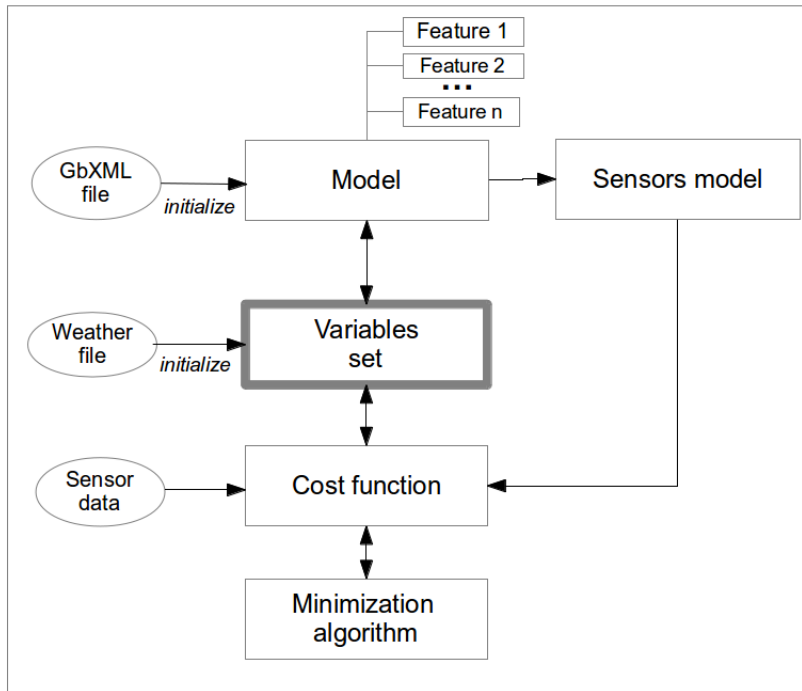 Feature 1
Feature 2
...
Feature n
GbXML
file
initialize
Model
Sensors model
Weather
file
initialize
Variables
set
Sensor
data
Cost function
Minimization
algorithm